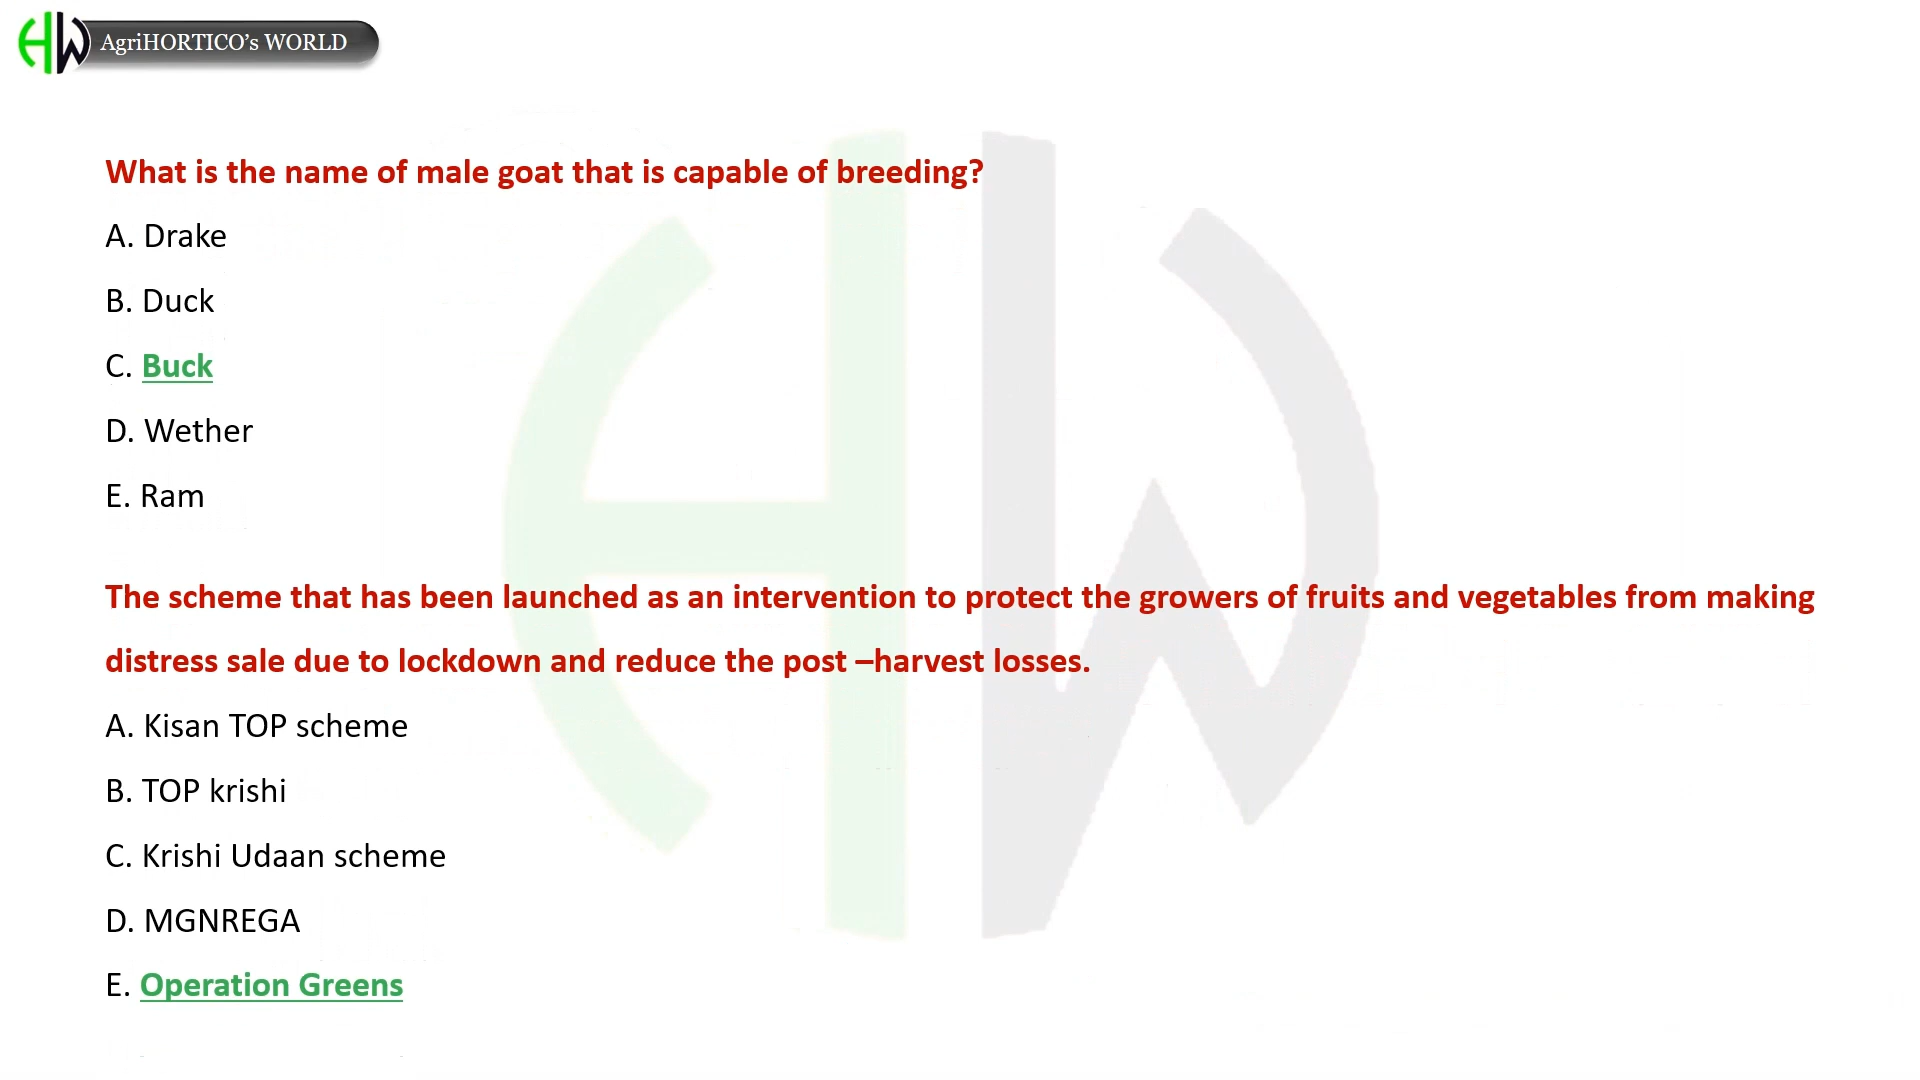 AgriHORTICO's WORLD
What is the name of male goat that is capable of breeding?
A. Drake
B. Duck
C. Buck
D. Wether
E. Ram
The scheme that has been launched as an intervention to protect the growers of fruits and vegetables from making
distress sale due to lockdown and reduce the post –harvest losses.
A. Kisan TOP scheme
B. TOP krishi
C. Krishi Udaan scheme
D. MGNREGA
E. Operation Greens